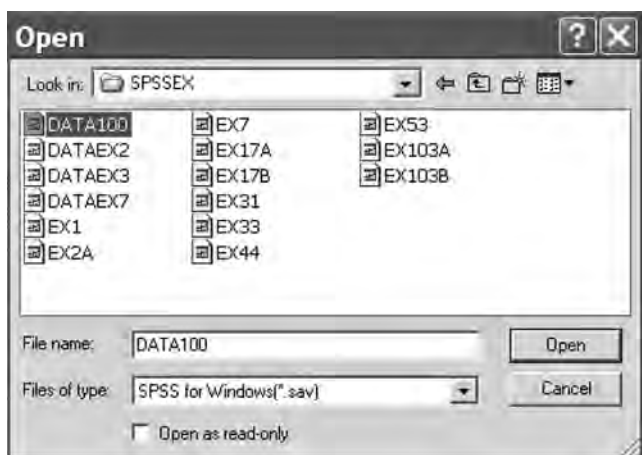 Open
Look in: SPSSEX
DATA100 EX7 EX53
DATAEX2 EX17A EX103A
DATAEX3 EX17B EX103B
DATAEX7 EX31
EX1 EX33
EX2A EX44
File name: DATA100 Open
Files of type: SPSS for Windows(*.sav) Cancel
Open as read-only